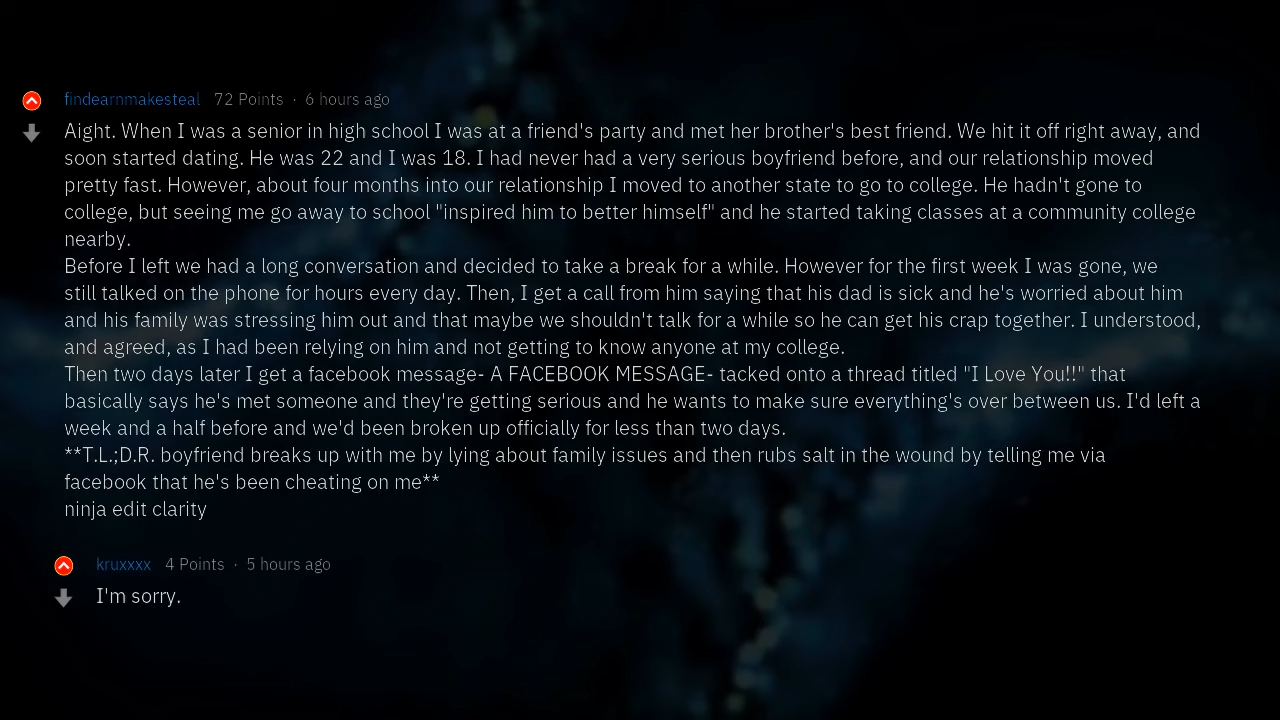 findearnmakesteal 72 Points · 6 hours ago
Aight. When I was a senior in high school I was at a friend's party and met her brother's best friend. We hit it off right away, and
soon started dating. He was 22 and I was 18. I had never had a very serious boyfriend before, and our relationship moved
pretty fast. However, about four months into our relationship I moved to another state to go to college. He hadn't gone to
college, but seeing me go away to school "inspired him to better himself" and he started taking classes at a community college
nearby.
Before I left we had a long conversation and decided to take a break for a while. However for the first week I was gone, we
still talked on the phone for hours every day. Then, I get a call from him saying that his dad is sick and he's worried about him
and his family was stressing him out and that maybe we shouldn't talk for a while so he can get his crap together. I understood,
and agreed, as I had been relying on him and not getting to know anyone at my college.
Then two days later I get a facebook message- A FACEBOOK MESSAGE- tacked onto a thread titled "I Love You!!" that
basically says he's met someone and they're getting serious and he wants to make sure everything's over between us. I'd left a
week and a half before and we'd been broken up officially for less than two days.
**T.L.;D.R. boyfriend breaks up with me by lying about family issues and then rubs salt in the wound by telling me via
facebook that he's been cheating on me**
ninja edit clarity
kruxxxx 4 Points · 5 hours ago
I'm sorry.